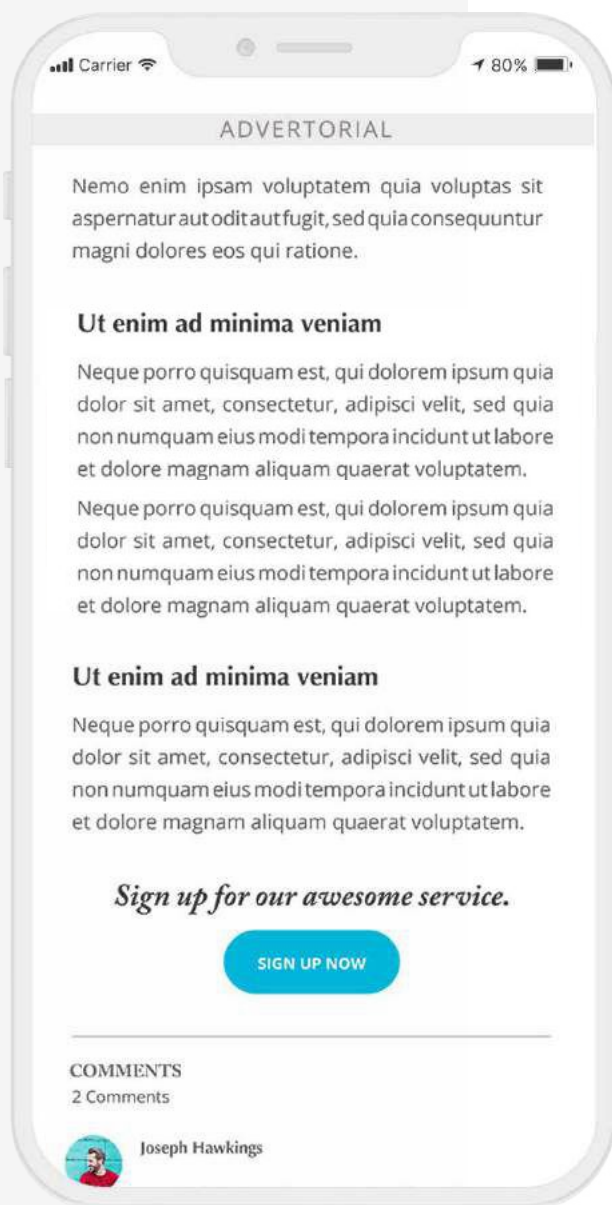 Carrier 80%
ADVERTORIAL
Nemo enim ipsam voluptatem quia voluptas sit
aspernatur aut odit aut fugit, sed quia consequuntur
magni dolores eos qui ratione.
Ut enim ad minima veniam
Neque porro quisquam est, qui dolorem ipsum quia
dolor sit amet, consectetur, adipisci velit, sed quia
non numquam eius modi tempora incidunt ut labore
et dolore magnam aliquam quaerat voluptatem.
Neque porro quisquam est, qui dolorem ipsum quia
dolor sit amet, consectetur, adipisci velit, sed quia
non numquam eius modi tempora incidunt ut labore
et dolore magnam aliquam quaerat voluptatem.
Ut enim ad minima veniam
Neque porro quisquam est, qui dolorem ipsum quia
dolor sit amet, consectetur, adipisci velit, sed quia
non numquam eius modi tempora incidunt ut labore
et dolore magnam aliquam quaerat voluptatem.
Sign up for our awesome service.
SIGN UP NOW
COMMENTS
2 Comments
Joseph Hawkings